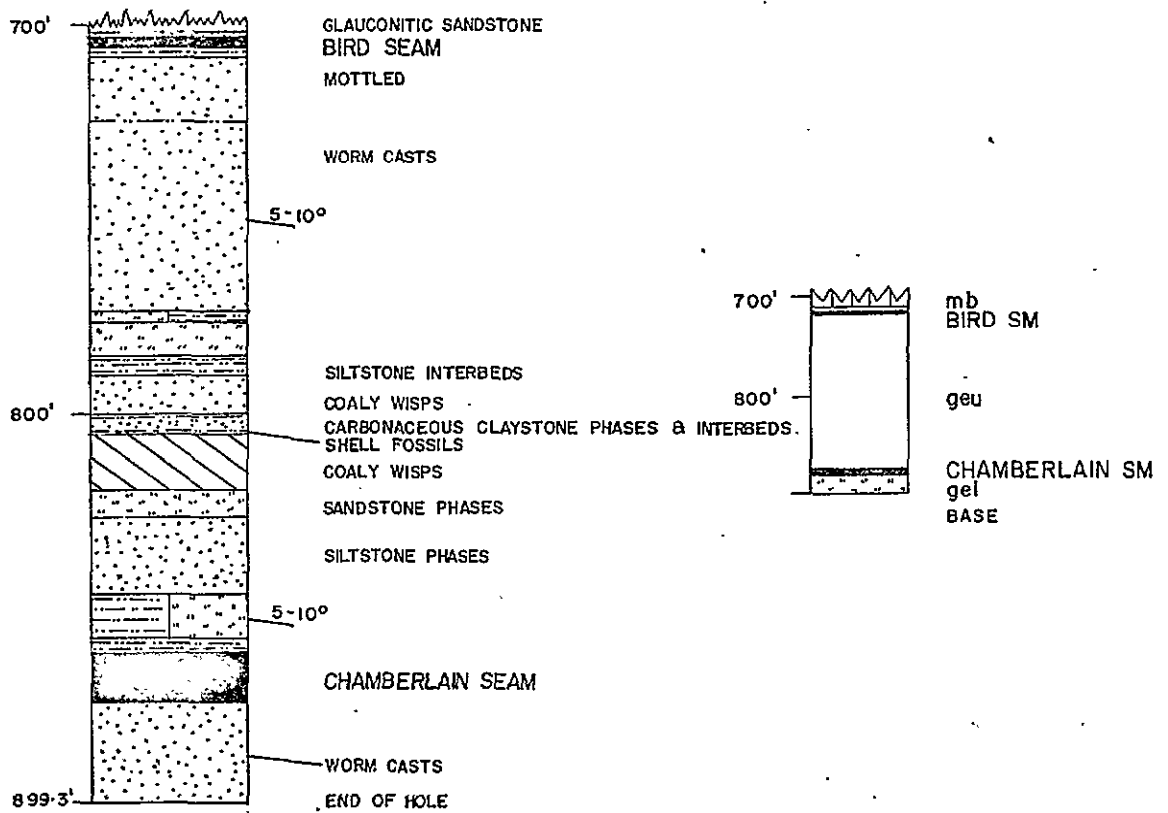 700'
GLAUCONITIC SANDSTONE
BIRD SEAM
MOTTLED
WORM CASTS
5-10°
SILTSTONE INTERBEDS
COALY WISPS
800'
CARBONACEOUS CLAYSTONE PHASES & INTERBEDS.
SHELL FOSSILS
COALY WISPS
SANDSTONE PHASES
SILTSTONE PHASES
5-10°
CHAMBERLAIN SEAM
WORM CASTS
899.3'
END OF HOLE
700'
mb
BIRD SM
800'
geu
CHAMBERLAIN SM
gel
BASE